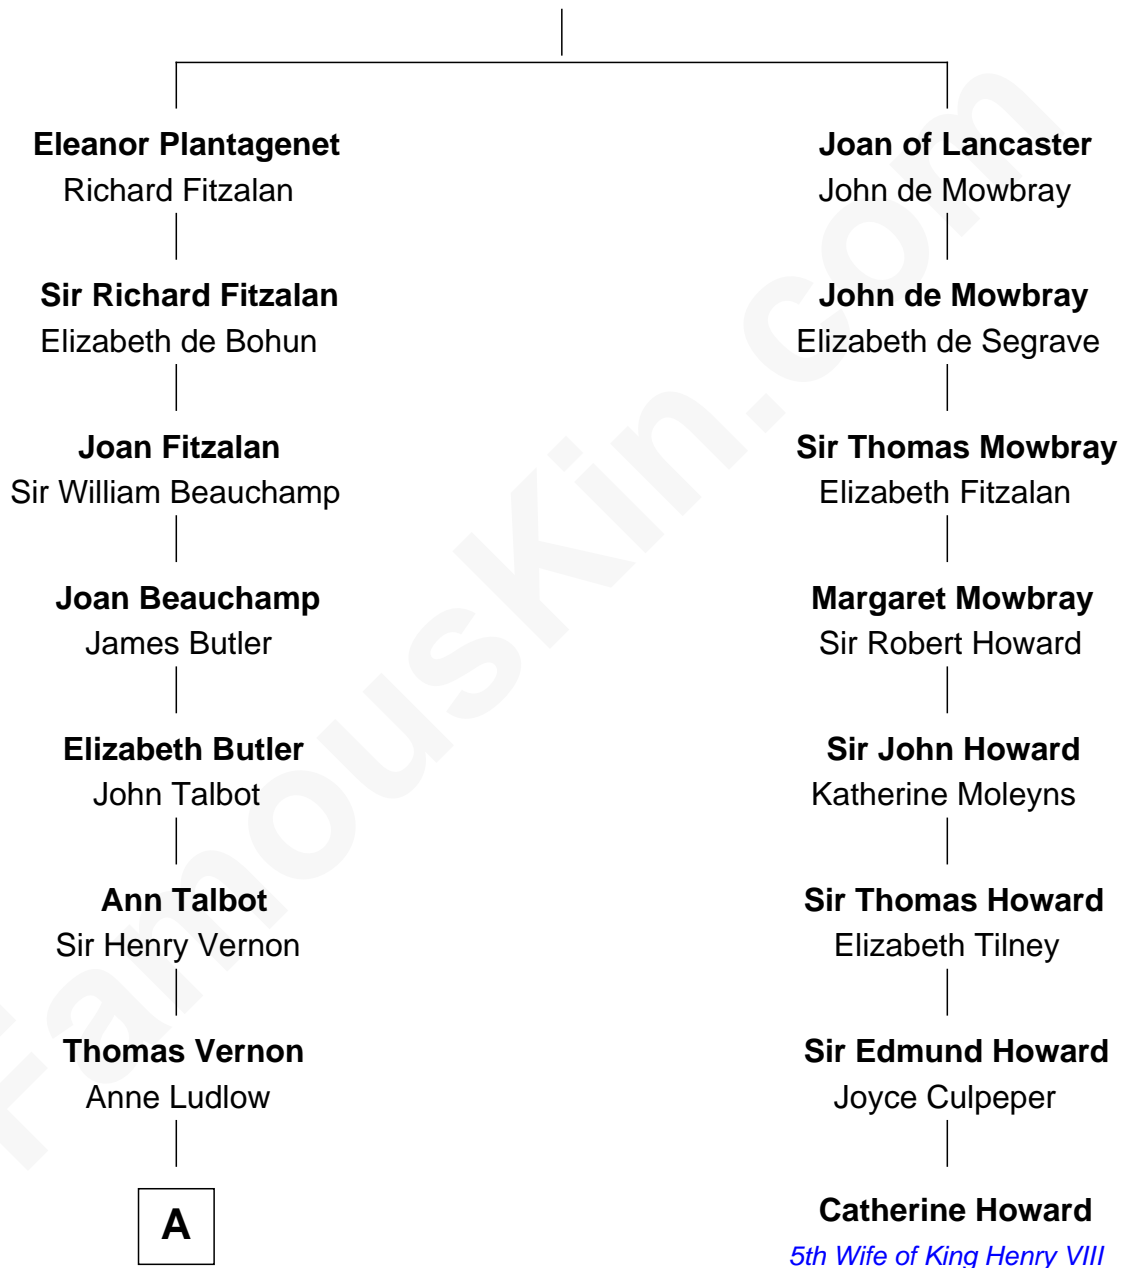 Eleanor Plantagenet
Richard Fitzalan
Sir Richard Fitzalan
Elizabeth de Bohun
Joan Fitzalan
Sir William Beauchamp
Joan Beauchamp
James Butler
Elizabeth Butler
John Talbot
Ann Talbot
Sir Henry Vernon
Thomas Vernon
Anne Ludlow
A
Joan of Lancaster
John de Mowbray
John de Mowbray
Elizabeth de Segrave
Sir Thomas Mowbray
Elizabeth Fitzalan
Margaret Mowbray
Sir Robert Howard
Sir John Howard
Katherine Moleyns
Sir Thomas Howard
Elizabeth Tilney
Sir Edmund Howard
Joyce Culpeper
Catherine Howard
5th Wife of King Henry VIII
FamousKin.com